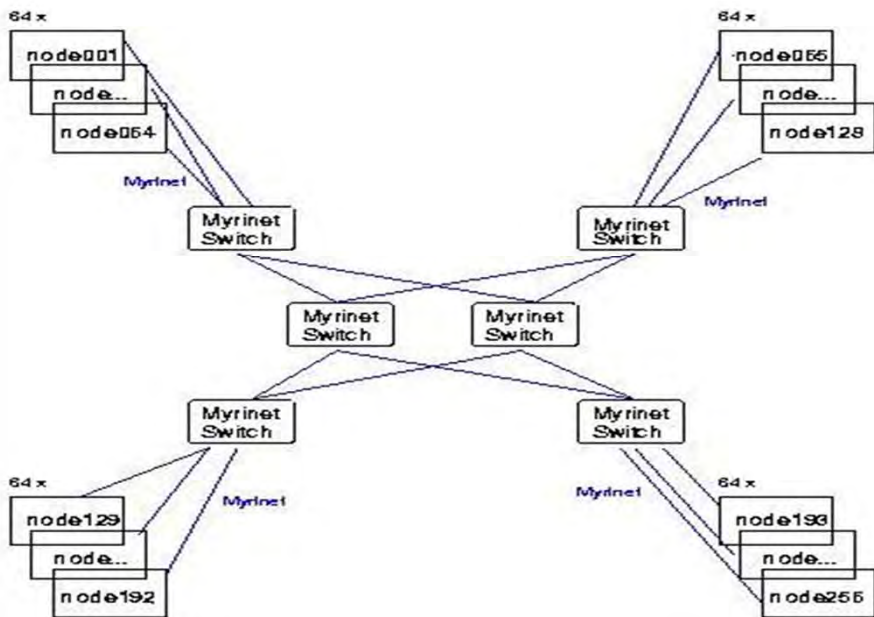 64 x
node001
node...
node064
Myrinet
Myrinet
Switch
64 x
node065
node...
node128
Myrinet
Myrinet
Switch
Myrinet
Switch
Myrinet
Switch
Myrinet
Switch
Myrinet
Switch
64 x
node129
node...
node192
Myrinet
64 x
node193
node...
node256
Myrinet